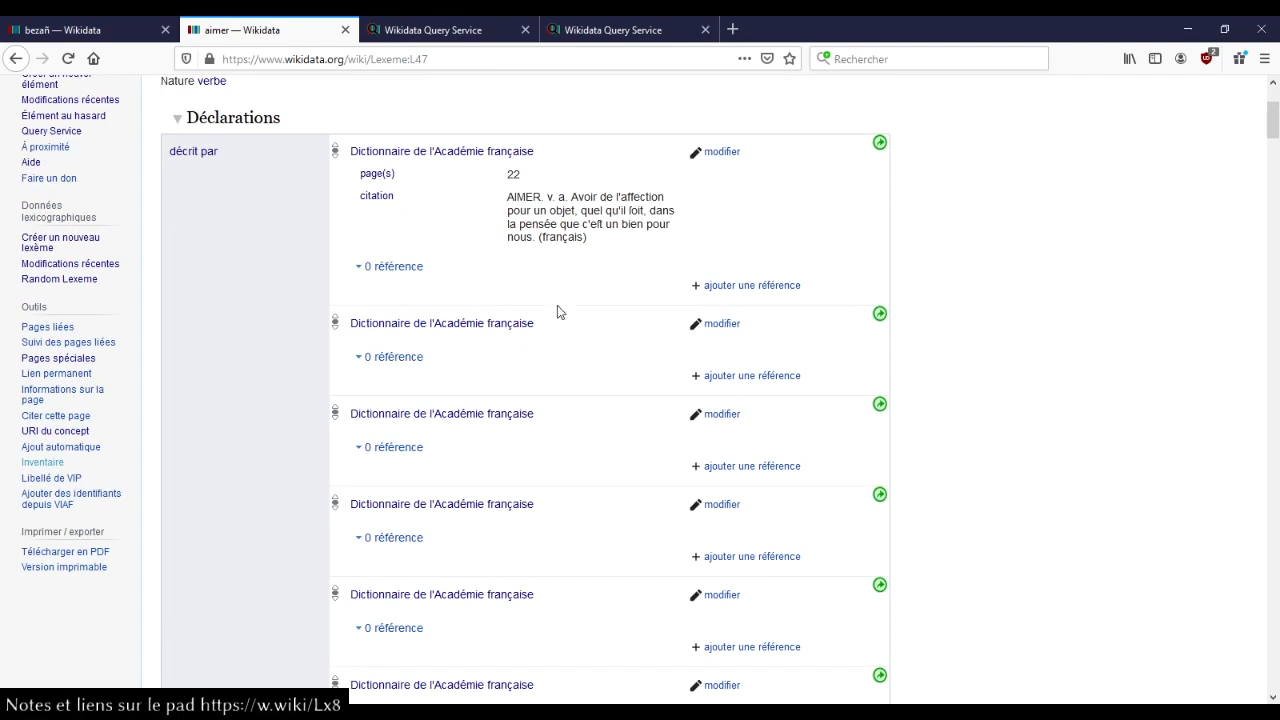 bezañ — Wikidata
aimer — Wikidata
Wikidata Query Service
Wikidata Query Service
https://www.wikidata.org/wiki/Lexeme:L47
Rechercher
2
Créer un nouvel
élément
Modifications récentes
Élément au hasard
Query Service
À proximité
Aide
Faire un don
Données
lexicographiques
Créer un nouveau
lexème
Modifications récentes
Random Lexeme
Outils
Pages liées
Suivi des pages liées
Pages spéciales
Lien permanent
Informations sur la
page
Citer cette page
URI du concept
Ajout automatique
Inventaire
Libellé de VIP
Ajouter des identifiants
depuis VIAF
Imprimer / exporter
Télécharger en PDF
Version imprimable
Nature verbe
Déclarations
décrit par
Dictionnaire de l'Académie française
modifier
page(s) 22
citation AIMER. v. a. Avoir de l'affection
pour un objet, quel qu'il ſoit, dans
la pensée que c'eſt un bien pour
nous. (français)
0 référence
+ ajouter une référence
Dictionnaire de l'Académie française
modifier
0 référence
+ ajouter une référence
Dictionnaire de l'Académie française
modifier
0 référence
+ ajouter une référence
Dictionnaire de l'Académie française
modifier
0 référence
+ ajouter une référence
Dictionnaire de l'Académie française
modifier
0 référence
+ ajouter une référence
Dictionnaire de l'Académie française
modifier
Notes et liens sur le pad https://w.wiki/Lx8